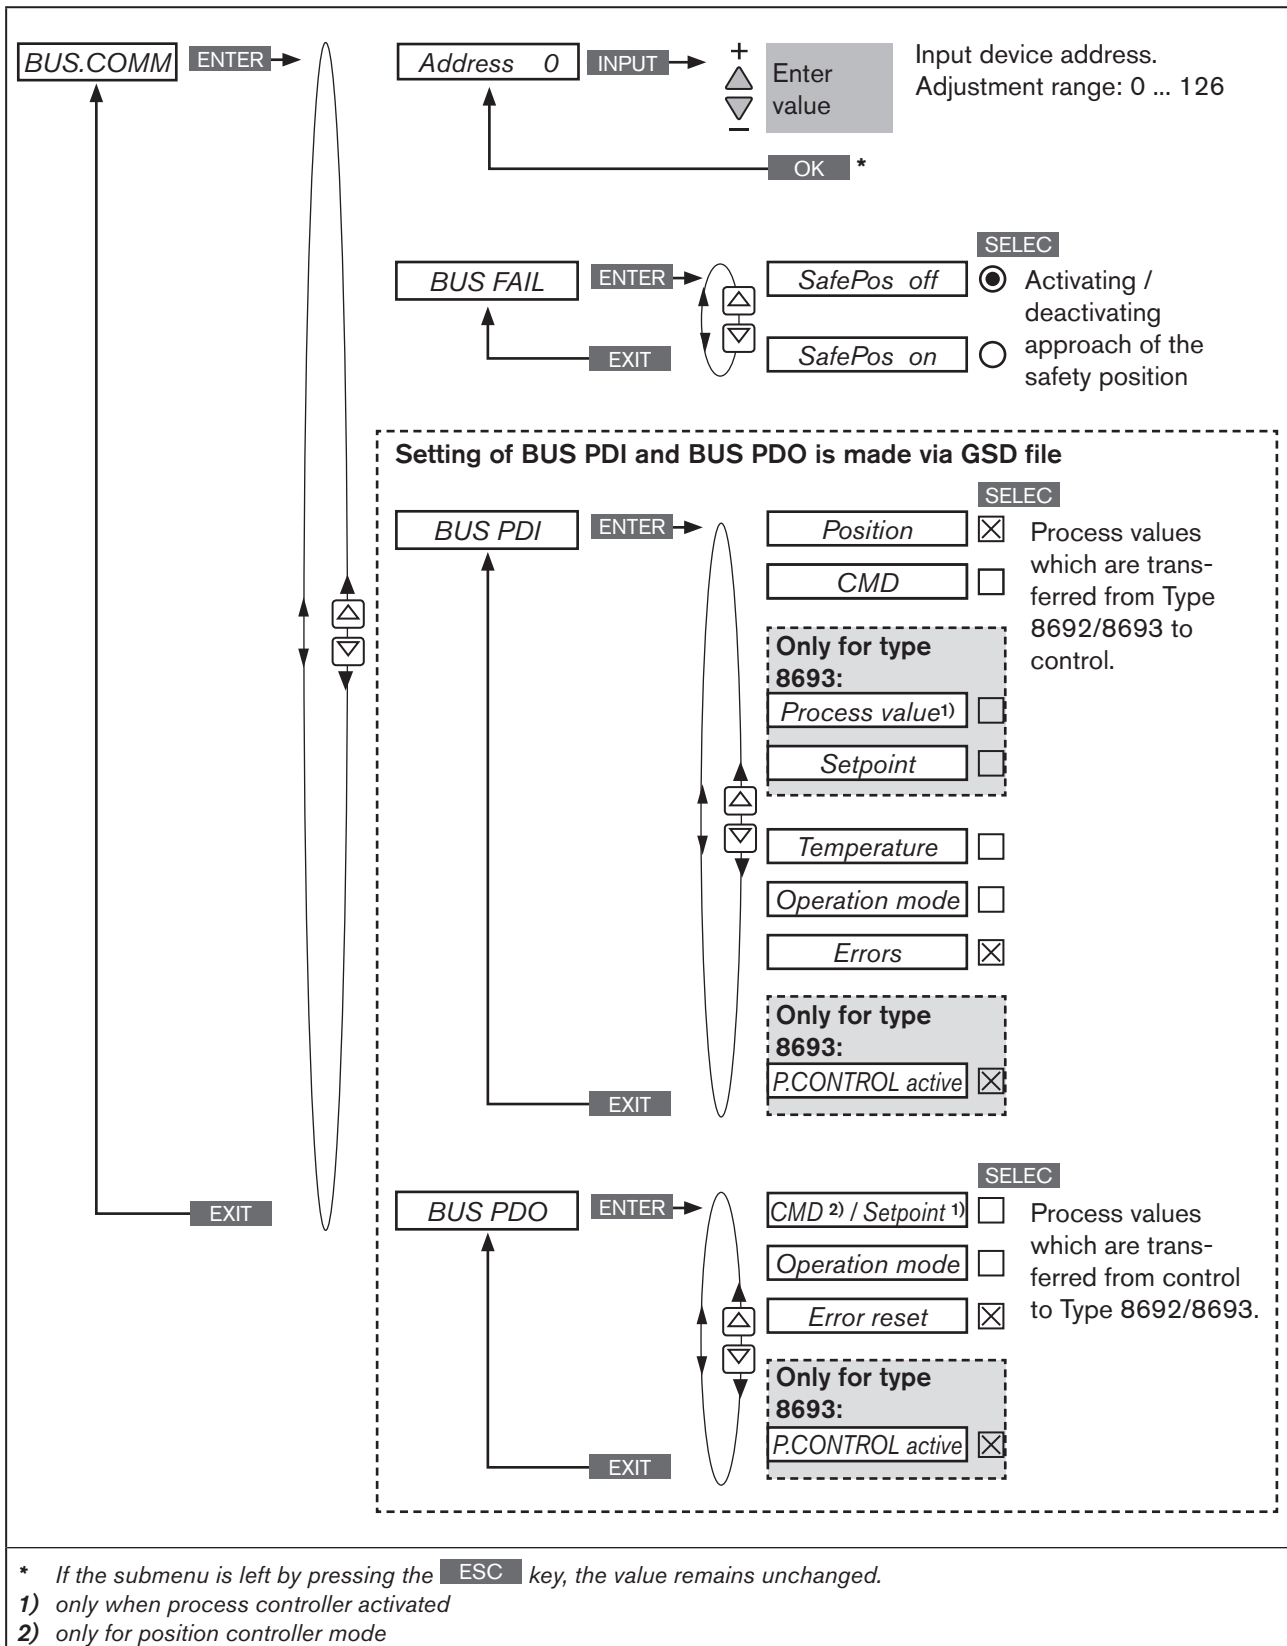 BUS.COMM ENTER
Address 0 INPUT
+
Enter
value
–
Input device address.
Adjustment range: 0 ... 126
OK *
BUS FAIL ENTER
SELEC
SafePos off
SafePos on
Activating /
deactivating
approach of the
safety position
EXIT
Setting of BUS PDI and BUS PDO is made via GSD file
BUS PDI ENTER
SELEC
Position
CMD
Only for type
8693:
Process value 1)
Setpoint
Temperature
Operation mode
Errors
Only for type
8693:
P.CONTROL active
Process values
which are trans-
ferred from Type
8692/8693 to
control.
EXIT
BUS PDO ENTER
SELEC
CMD 2) / Setpoint 1)
Operation mode
Error reset
Only for type
8693:
P.CONTROL active
Process values
which are trans-
ferred from control
to Type 8692/8693.
EXIT
EXIT
* If the submenu is left by pressing the ESC key, the value remains unchanged.
1) only when process controller activated
2) only for position controller mode